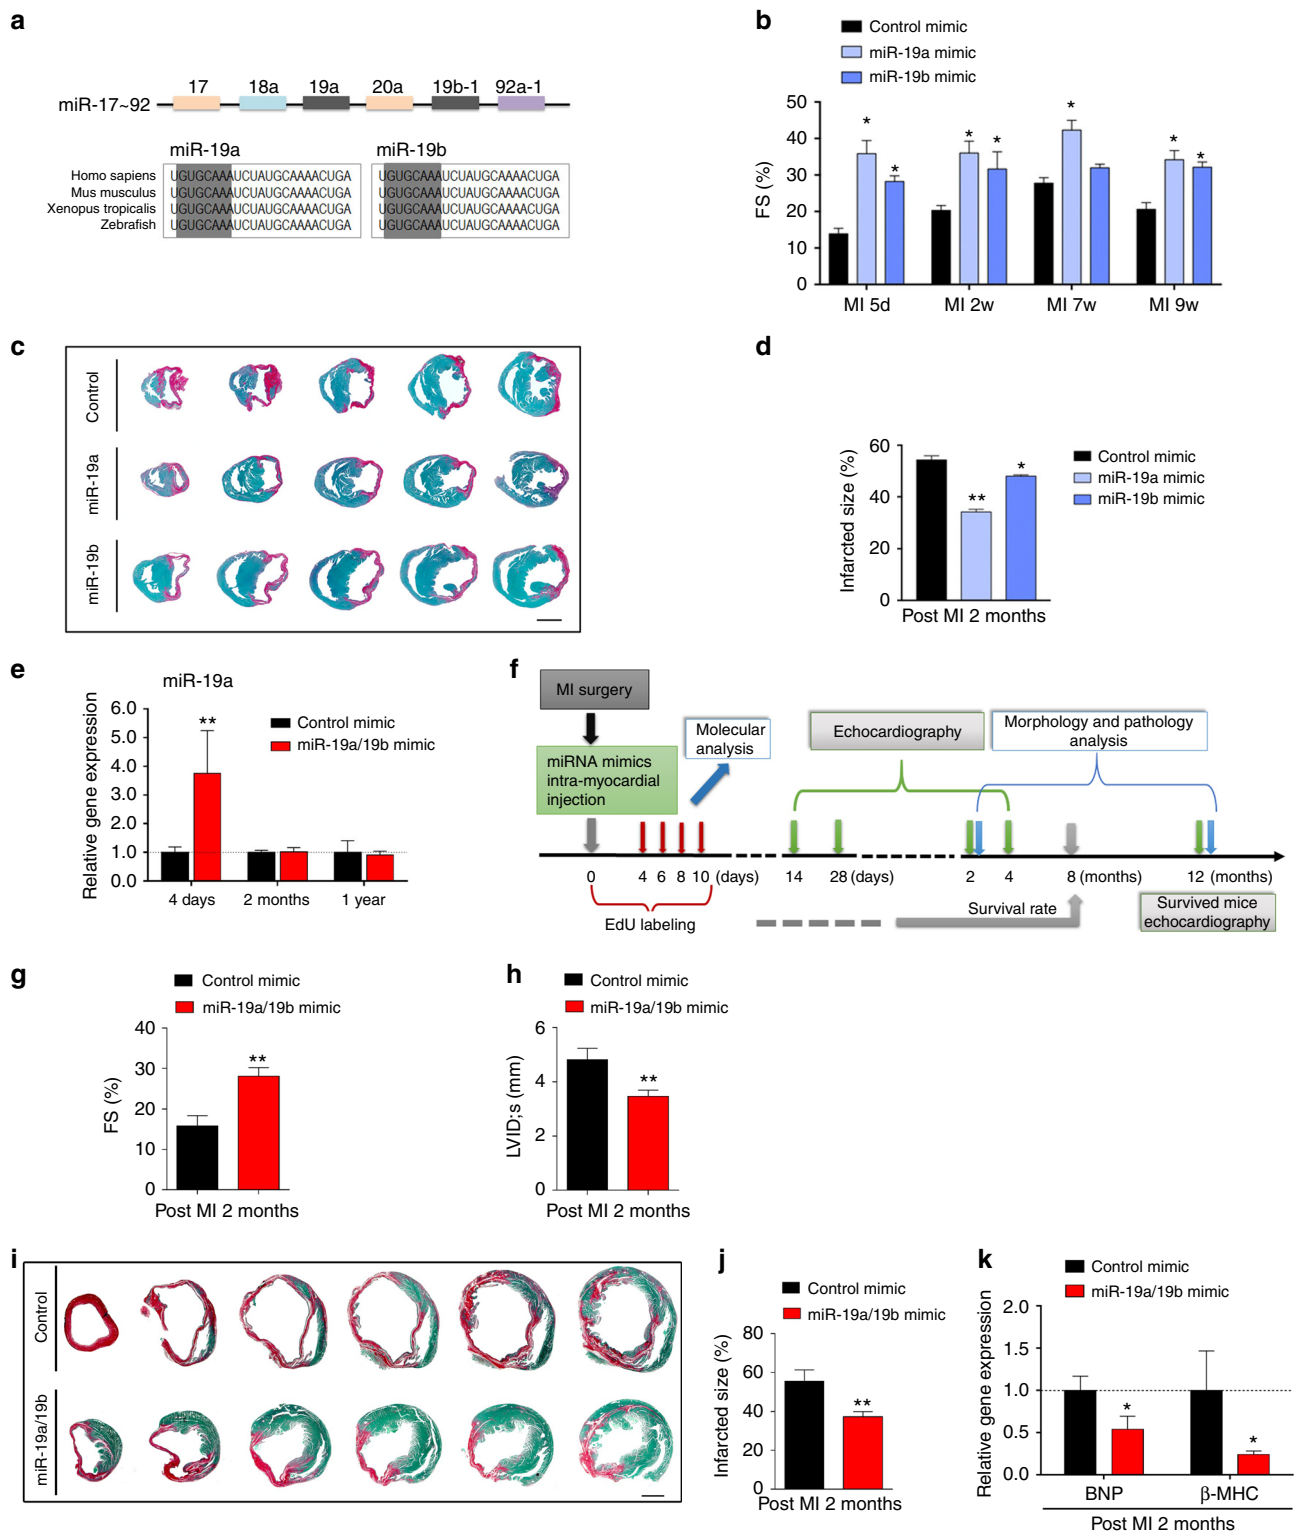 a
17 18a 19a 20a 19b-1 92a-1
miR-17~92
miR-19a miR-19b
Homo sapiens UGUGCAAAUCUAUGCAAAACUGA UGUGCAAAUCUAUGCAAAACUGA
Mus musculus UGUGCAAAUCUAUGCAAAACUGA UGUGCAAAUCUAUGCAAAACUGA
Xenopus tropicalis UGUGCAAAUCUAUGCAAAACUGA UGUGCAAAUCUAUGCAAAACUGA
Zebrafish UGUGCAAAUCUAUGCAAAACUGA UGUGCAAAUCUAUGCAAAACUGA
b
Control mimic
miR-19a mimic
miR-19b mimic
FS (%)
50
40
30
20
10
0
* * * * * * *
MI 5d MI 2w MI 7w MI 9w
c
Control
miR-19a
miR-19b
d
Control mimic
miR-19a mimic
miR-19b mimic
Infarcted size (%)
60
40
20
0
** *
Post MI 2 months
e
miR-19a
Control mimic
miR-19a/19b mimic
Relative gene expression
6.0
5.0
4.0
3.0
2.0
1.0
0.0
**
4 days 2 months 1 year
f
MI surgery
miRNA mimics
intra-myocardial
injection
Molecular
analysis
Echocardiography
Morphology and pathology
analysis
0 4 6 8 10 (days) 14 28 (days) 2 4 8 (months) 12 (months)
EdU labeling
Survival rate
Survived mice
echocardiography
g
Control mimic
miR-19a/19b mimic
FS (%)
40
30
20
10
0
**
Post MI 2 months
h
Control mimic
miR-19a/19b mimic
LVID;s (mm)
6
4
2
0
**
Post MI 2 months
i
Control
miR-19a/19b
j
Control mimic
miR-19a/19b mimic
Infarcted size (%)
80
60
40
20
0
**
Post MI 2 months
k
Control mimic
miR-19a/19b mimic
Relative gene expression
2.0
1.5
1.0
0.5
0.0
* *
BNP β-MHC
Post MI 2 months